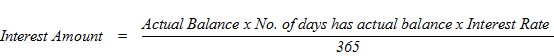 Interest Amount = Actual Balance x No. of days has actual balance x Interest Rate
365